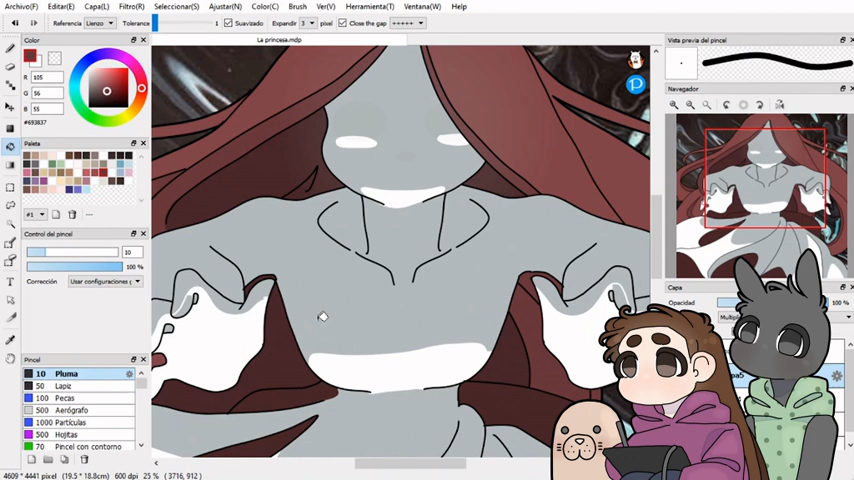 Archivo(F) Editar(E) Capa(L) Filtro(R) Seleccionar(S) Ajustar(N) Color(C) Brush Ver(V) Herramienta(T) Ventana(W) Help
Referencia Lienzo Tolerancia 1 Suavizado Expandir 3 pixel Close the gap +++++
Color
La princesa.mdp
Vista previa del pincel
R 105
G 56
B 55
#693837
Navegador
Paleta
#1
Control del pincel
10
100 %
Corrección Usar configuraciones g
Capa
Opacidad 100 %
Pincel
10 Pluma
50 Lapiz
100 Pecas
500 Aerógrafo
1000 Partículas
500 Hojitas
70 Pincel con contorno
4609 * 4441 pixel (19.5 * 18.8cm) 600 dpi 25 % ( 3716, 912 )